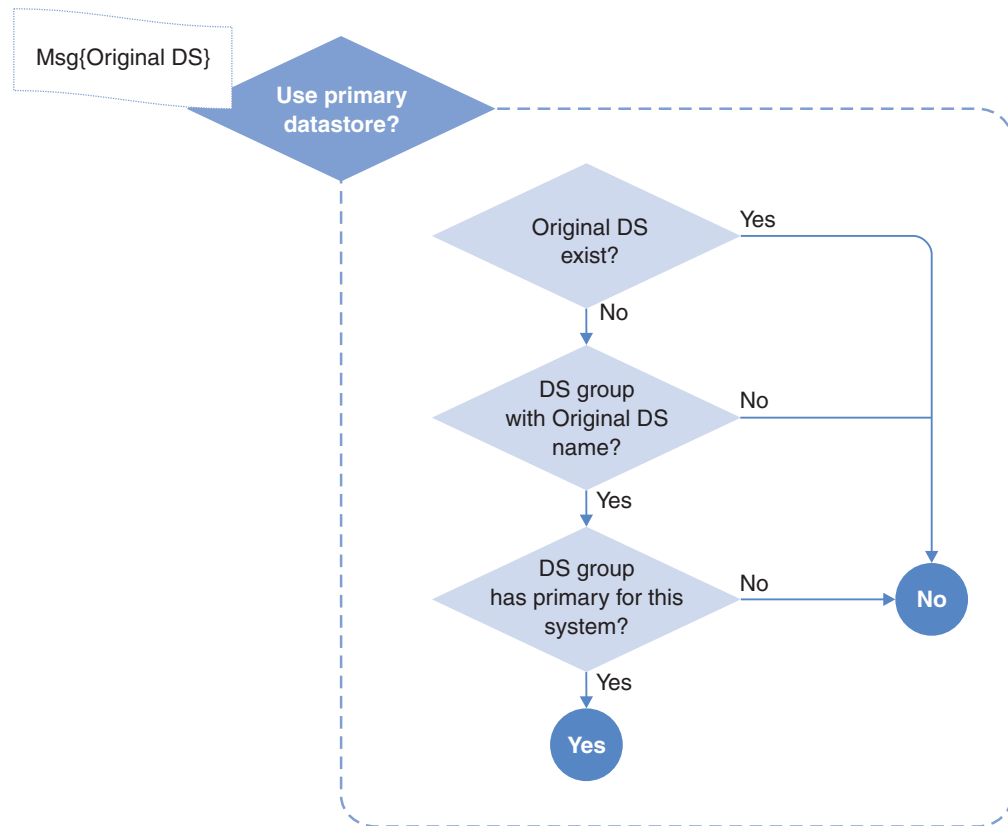 Msg{Original DS}
Use primary
datastore?
Original DS
exist?
Yes
No
DS group
with Original DS
name?
No
Yes
DS group
has primary for this
system?
No
No
Yes
Yes